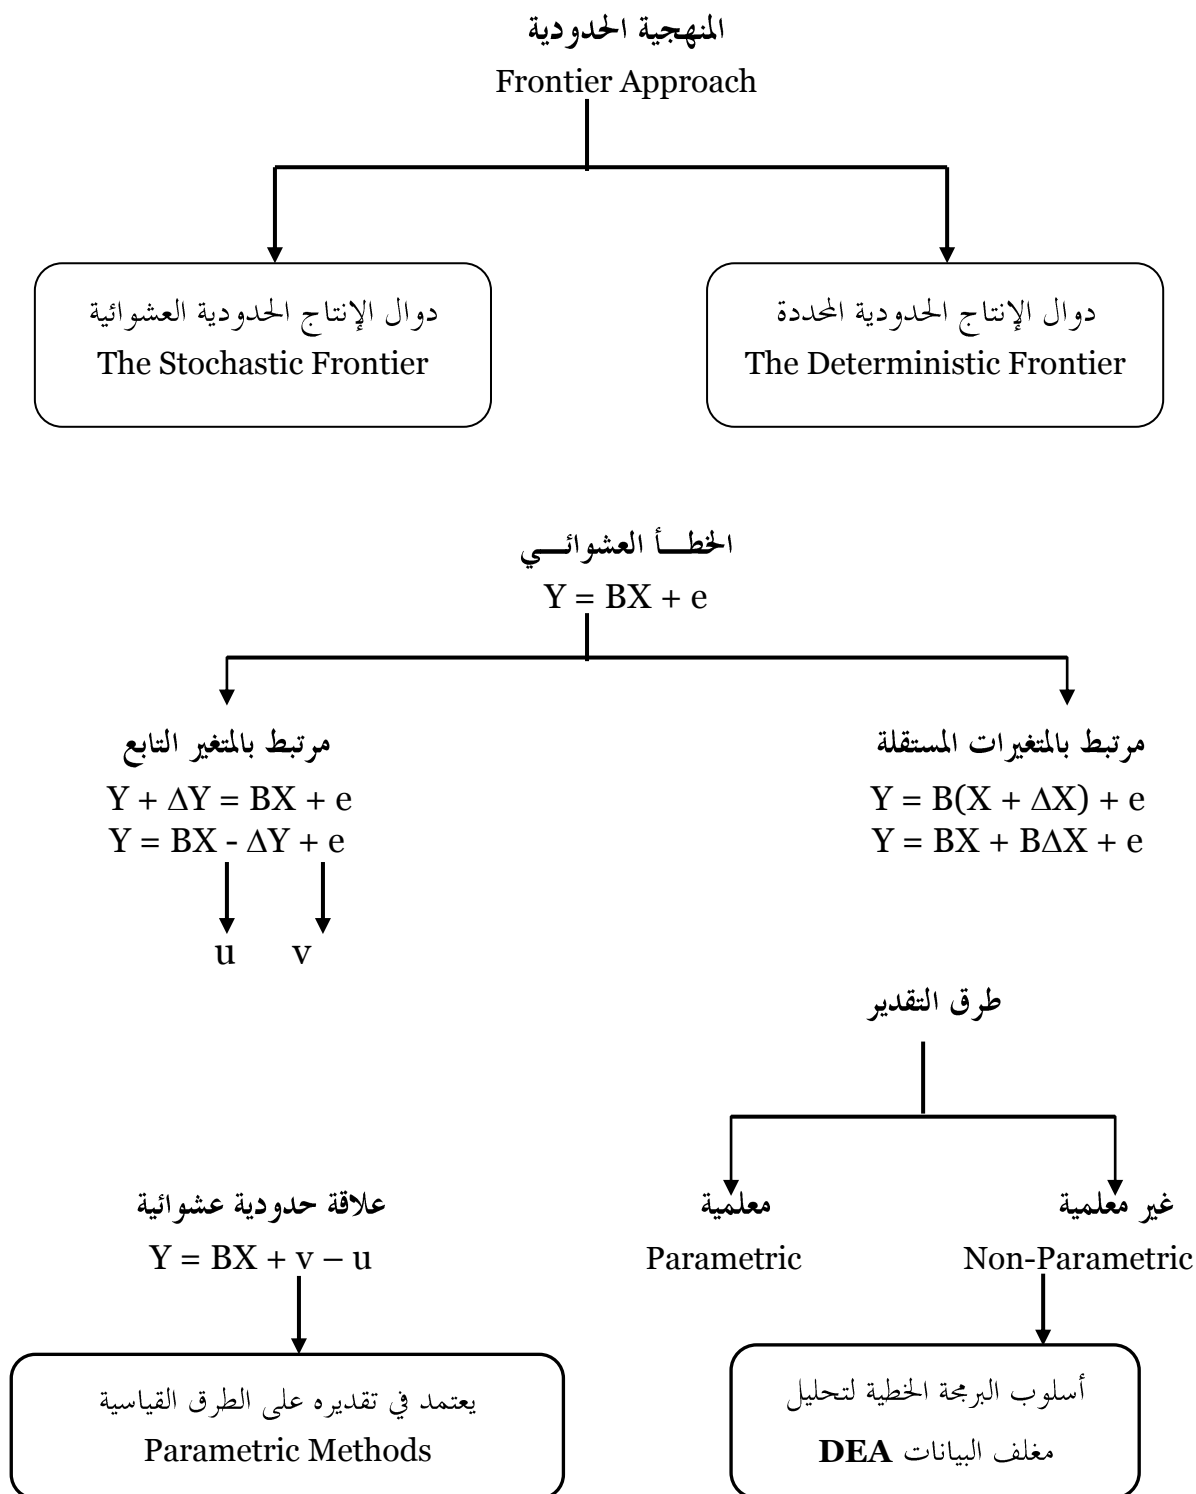 المنهجية الحدودية
Frontier Approach
دوال الإنتاج الحدودية المحددة
The Deterministic Frontier
دوال الإنتاج الحدودية العشوائية
The Stochastic Frontier
الخطـــأ العشوائـــي
Y = BX + e
مرتبط بالمتغيرات المستقلة
Y = B(X + ΔX) + e
Y = BX + BΔX + e
مرتبط بالمتغير التابع
Y + ΔY = BX + e
Y = BX - ΔY + e
u v
طرق التقدير
غير معلمية
Non-Parametric
معلمية
Parametric
علاقة حدودية عشوائية
Y = BX + v – u
أسلوب البرمجة الخطية لتحليل
مغلف البيانات DEA
يعتمد في تقديره على الطرق القياسية
Parametric Methods